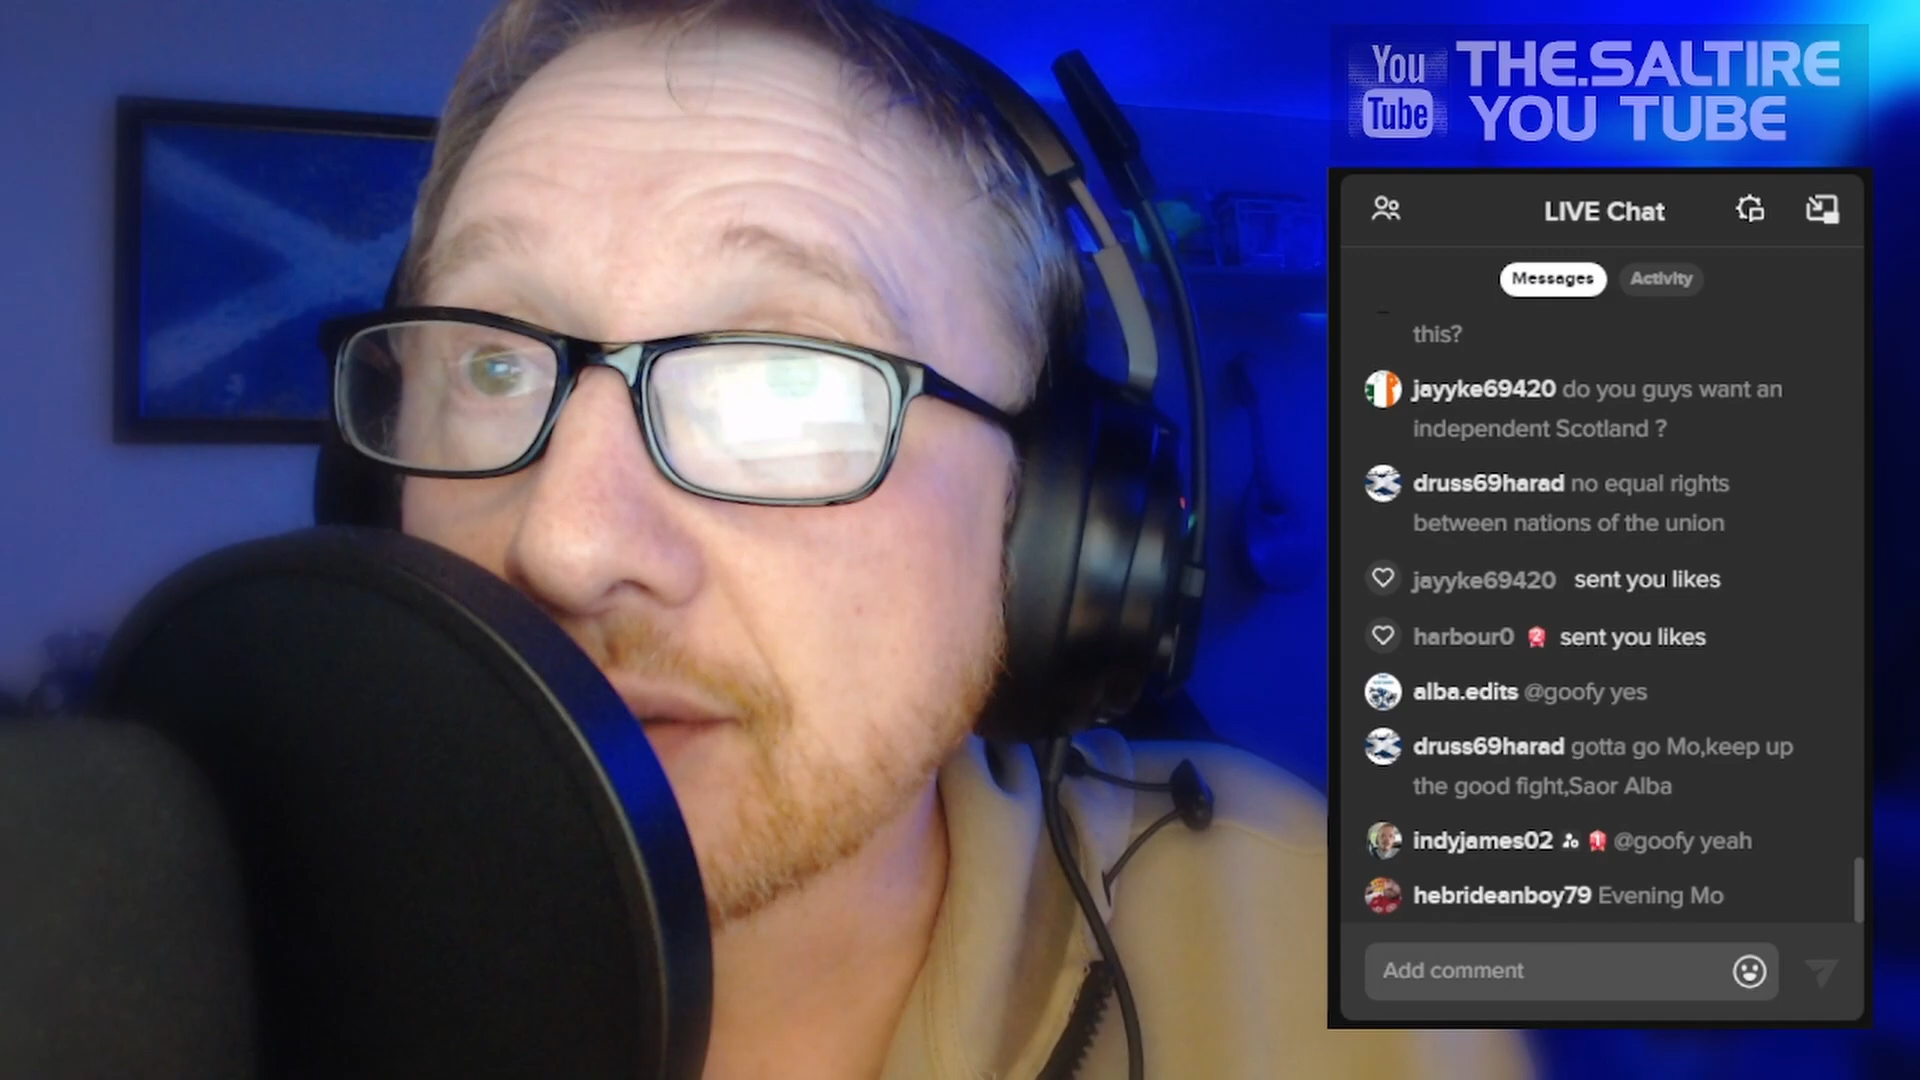 You
Tube
THE.SALTIRE
YOU TUBE
LIVE Chat
Messages Activity
this?
jayyke69420 do you guys want an
independent Scotland ?
druss69harad no equal rights
between nations of the union
jayyke69420 sent you likes
harbour0 2 sent you likes
alba.edits @goofy yes
druss69harad gotta go Mo,keep up
the good fight,Saor Alba
indyjames02 1 @goofy yeah
hebrideanboy79 Evening Mo
Add comment